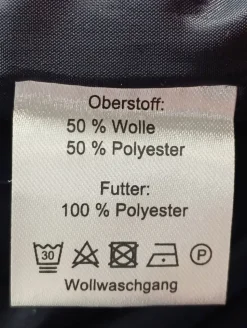 Oberstoff:
50 % Wolle
50 % Polyester
Futter:
100 % Polyester
30 P
Wollwaschgang